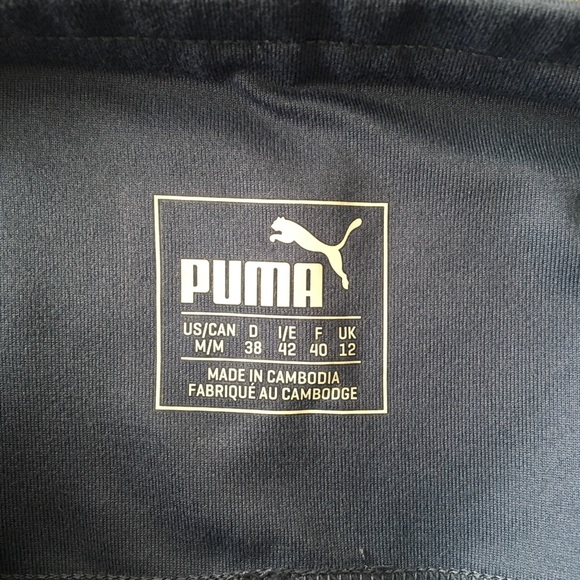 PUMA
US/CAN D I/E F UK
M/M 38 42 40 12
MADE IN CAMBODIA
FABRIQUÉ AU CAMBODGE